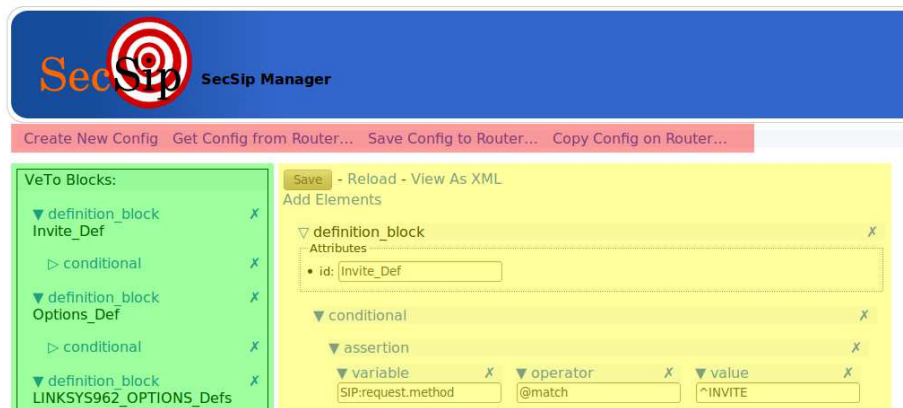 SecSip SecSip Manager
Create New Config Get Config from Router... Save Config to Router... Copy Config on Router...
VeTo Blocks:
▼ definition_block ✗
Invite_Def
▷ conditional ✗
▼ definition_block ✗
Options_Def
▷ conditional ✗
▼ definition_block ✗
LINKSYS962_OPTIONS_Defs
Save - Reload - View As XML
Add Elements
▽ definition_block ✗
Attributes
• id: Invite_Def
▼ conditional ✗
▼ assertion ✗
▼ variable ✗ ▼ operator ✗ ▼ value ✗
SIP:request.method @match ^INVITE